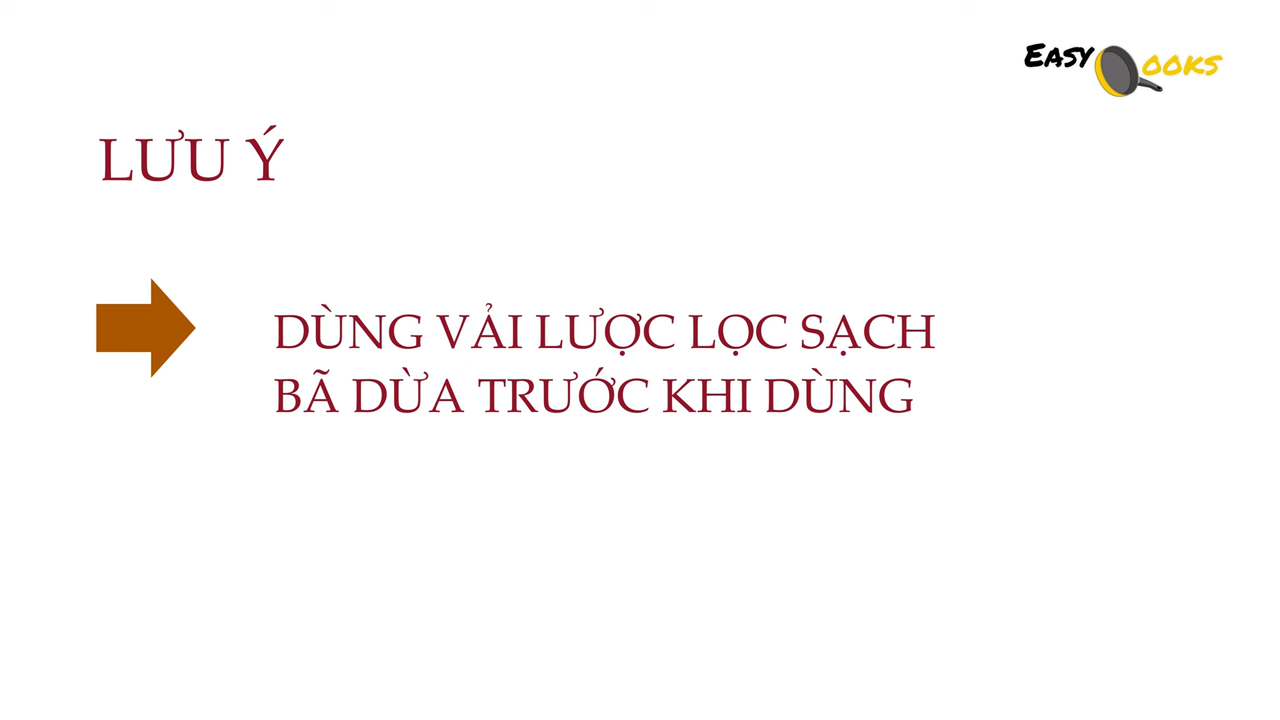 EASY OOKS
LƯU Ý
DÙNG VẢI LƯỢC LỌC SẠCH
BÃ DỪA TRƯỚC KHI DÙNG